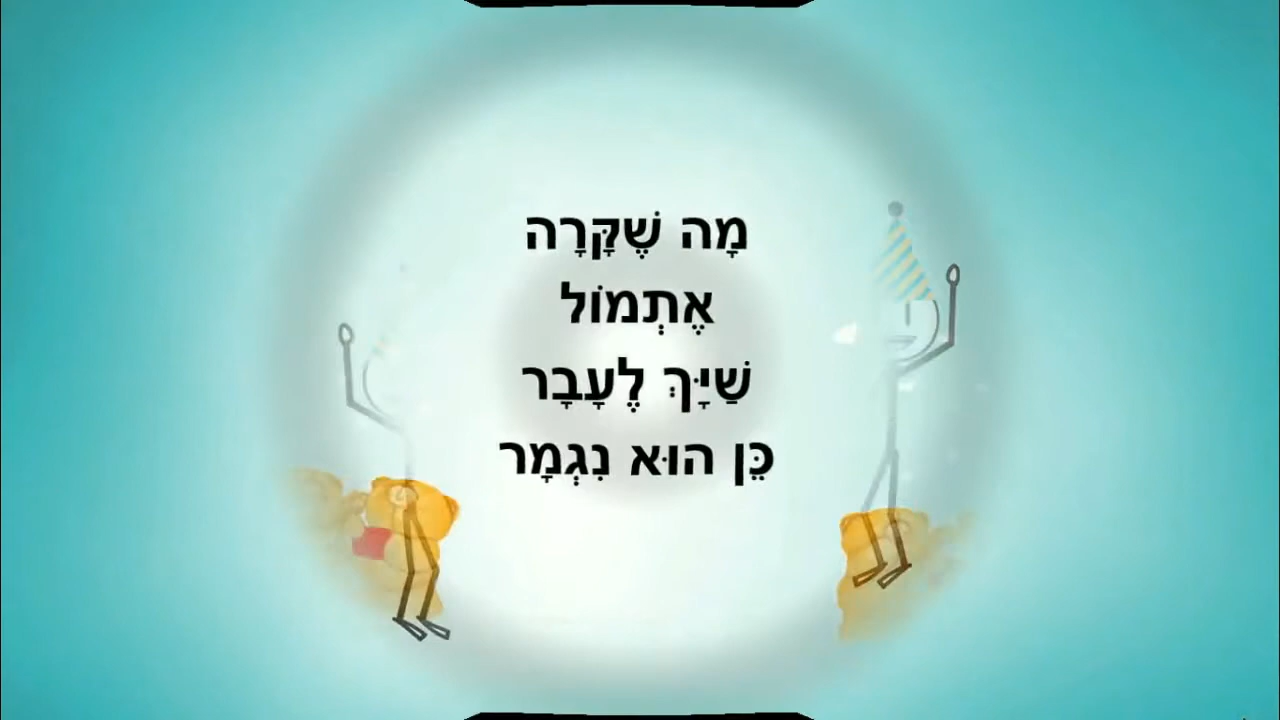 מָה שֶׁקָּרָה
אֶתְמוֹל
שַׁיָּךְ לֶעָבָר
כֵּן הוּא נִגְמָר